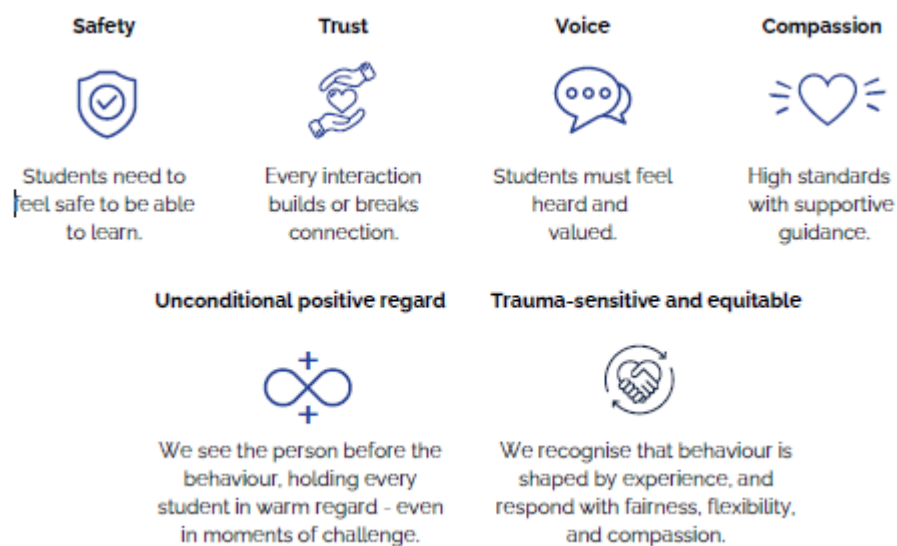 Safety
Students need to
feel safe to be able
to learn.
Trust
Every interaction
builds or breaks
connection.
Voice
Students must feel
heard and
valued.
Compassion
High standards
with supportive
guidance.
Unconditional positive regard
We see the person before the
behaviour, holding every
student in warm regard - even
in moments of challenge.
Trauma-sensitive and equitable
We recognise that behaviour is
shaped by experience, and
respond with fairness, flexibility,
and compassion.